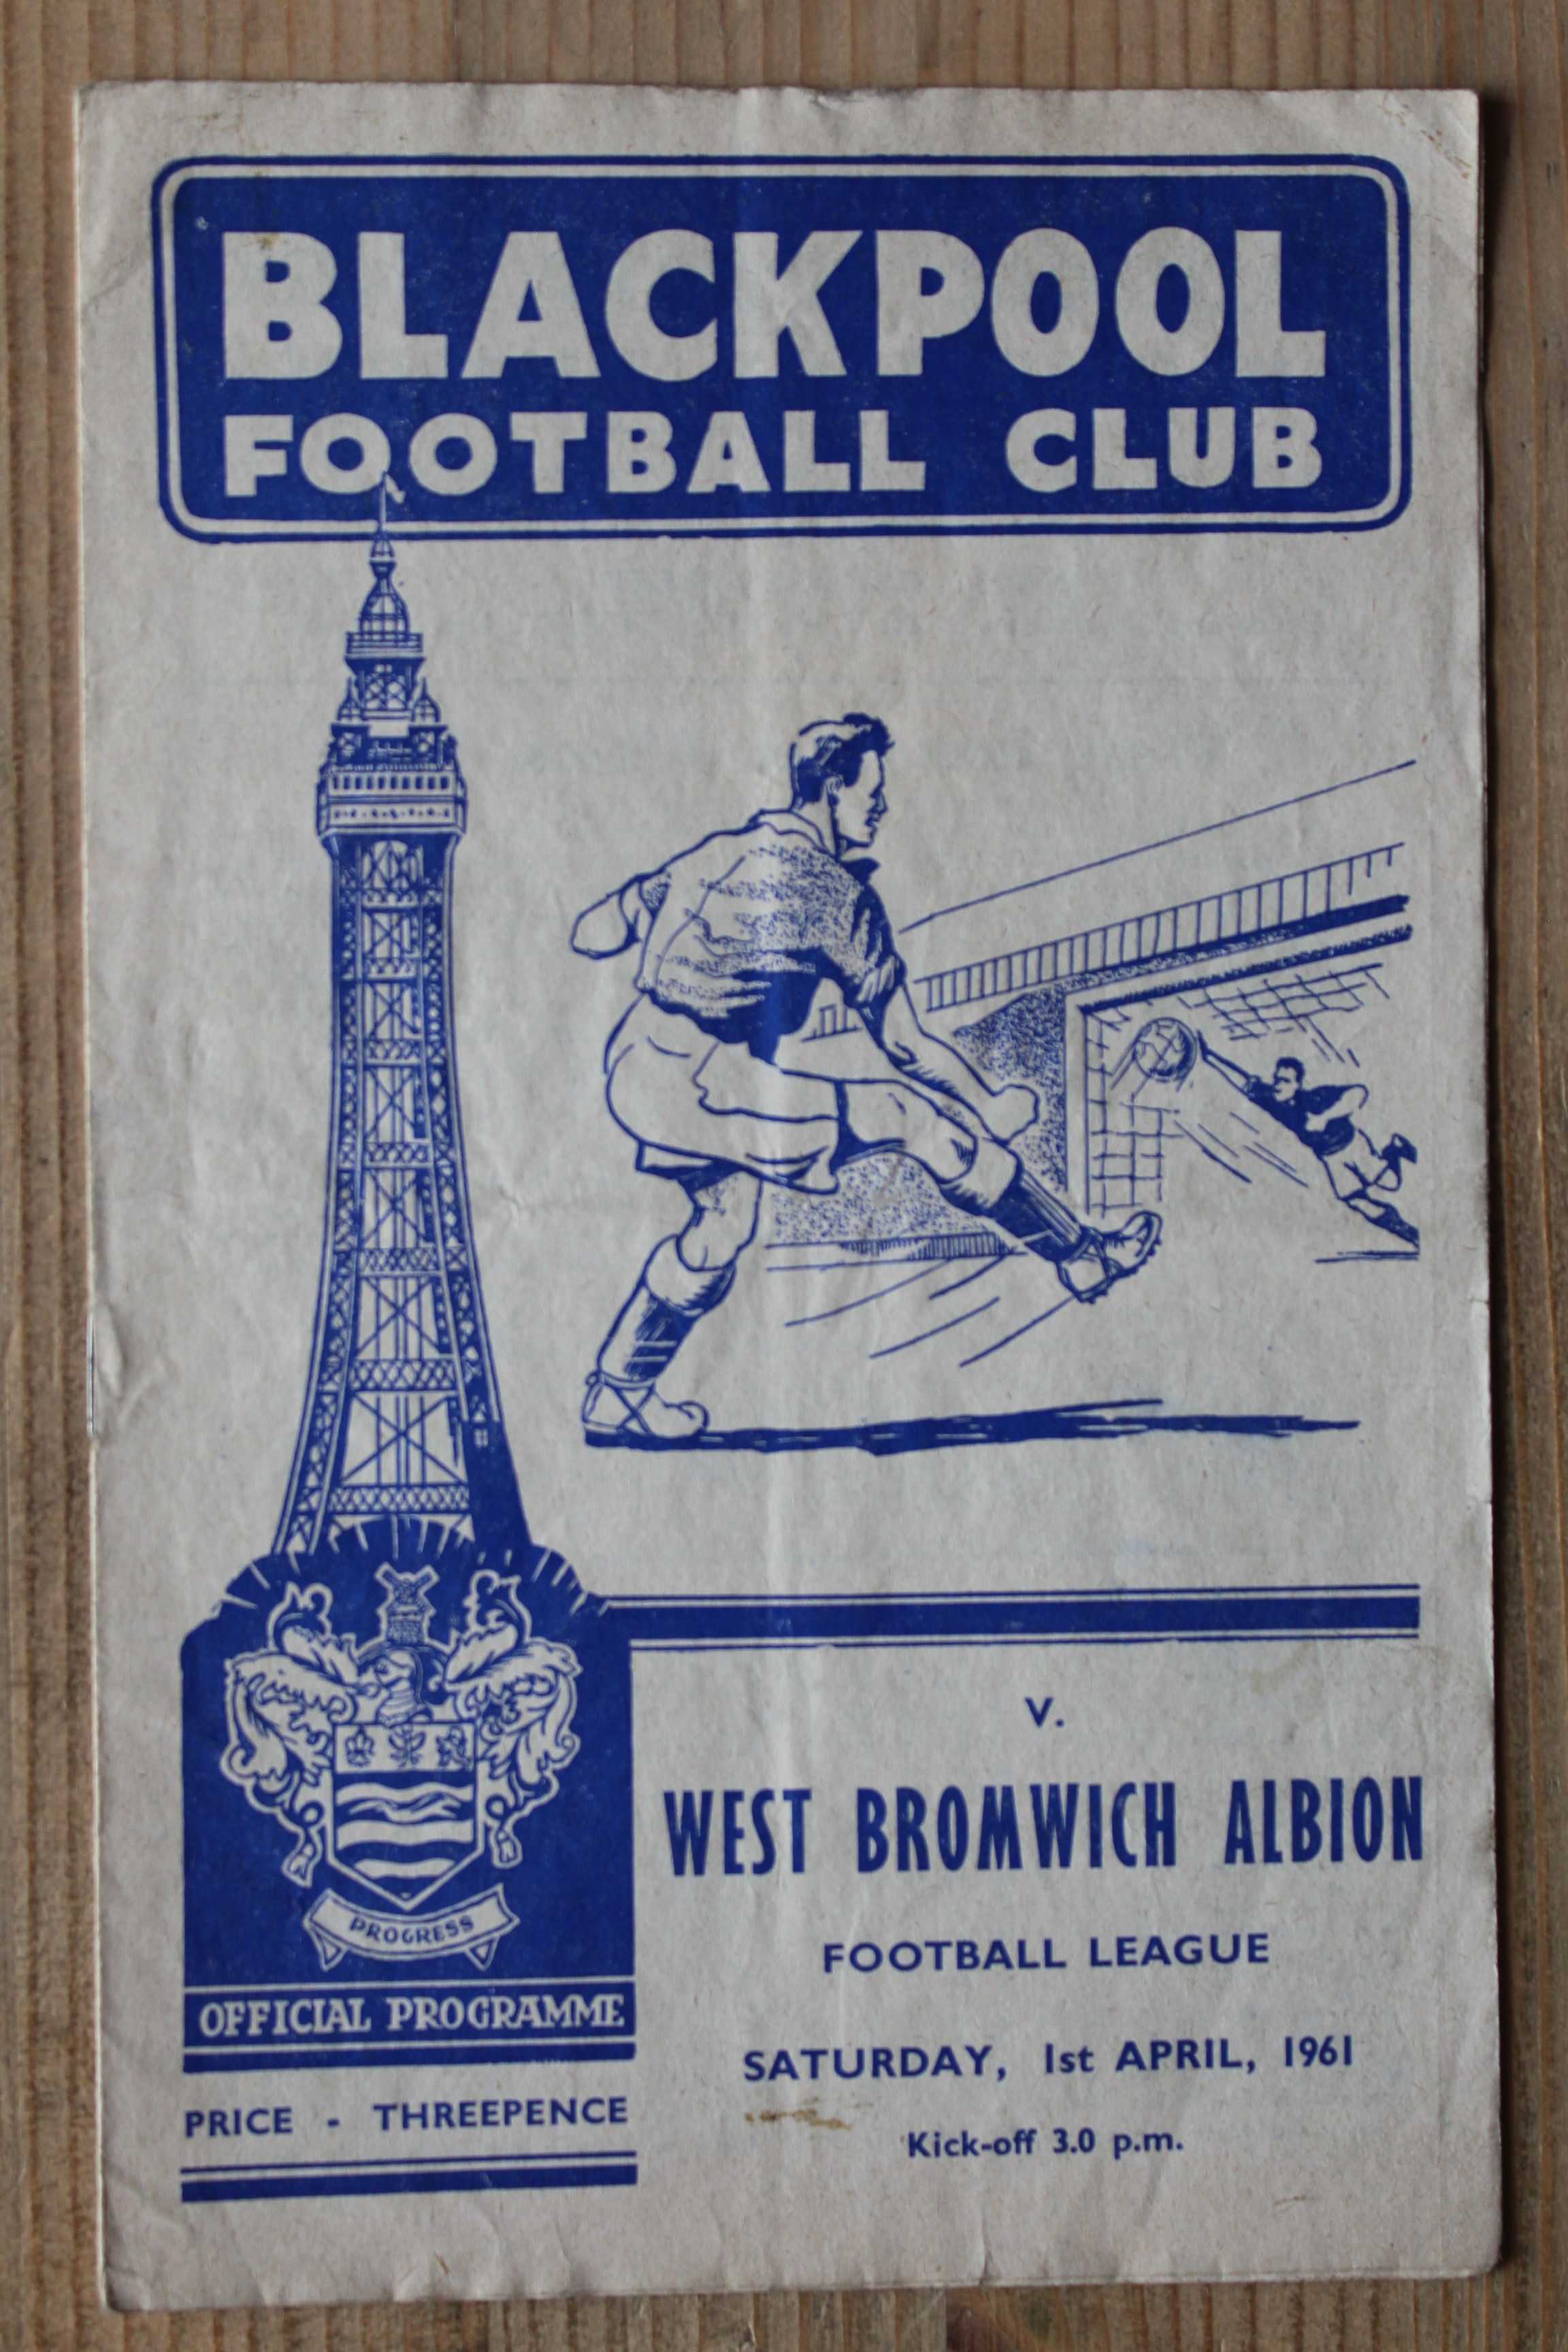 BLACKPOOL
FOOTBALL CLUB
PROGRESS
OFFICIAL PROGRAMME
PRICE - THREEPENCE
V.
WEST BROMWICH ALBION
FOOTBALL LEAGUE
SATURDAY, 1st APRIL, 1961
Kick-off 3.0 p.m.